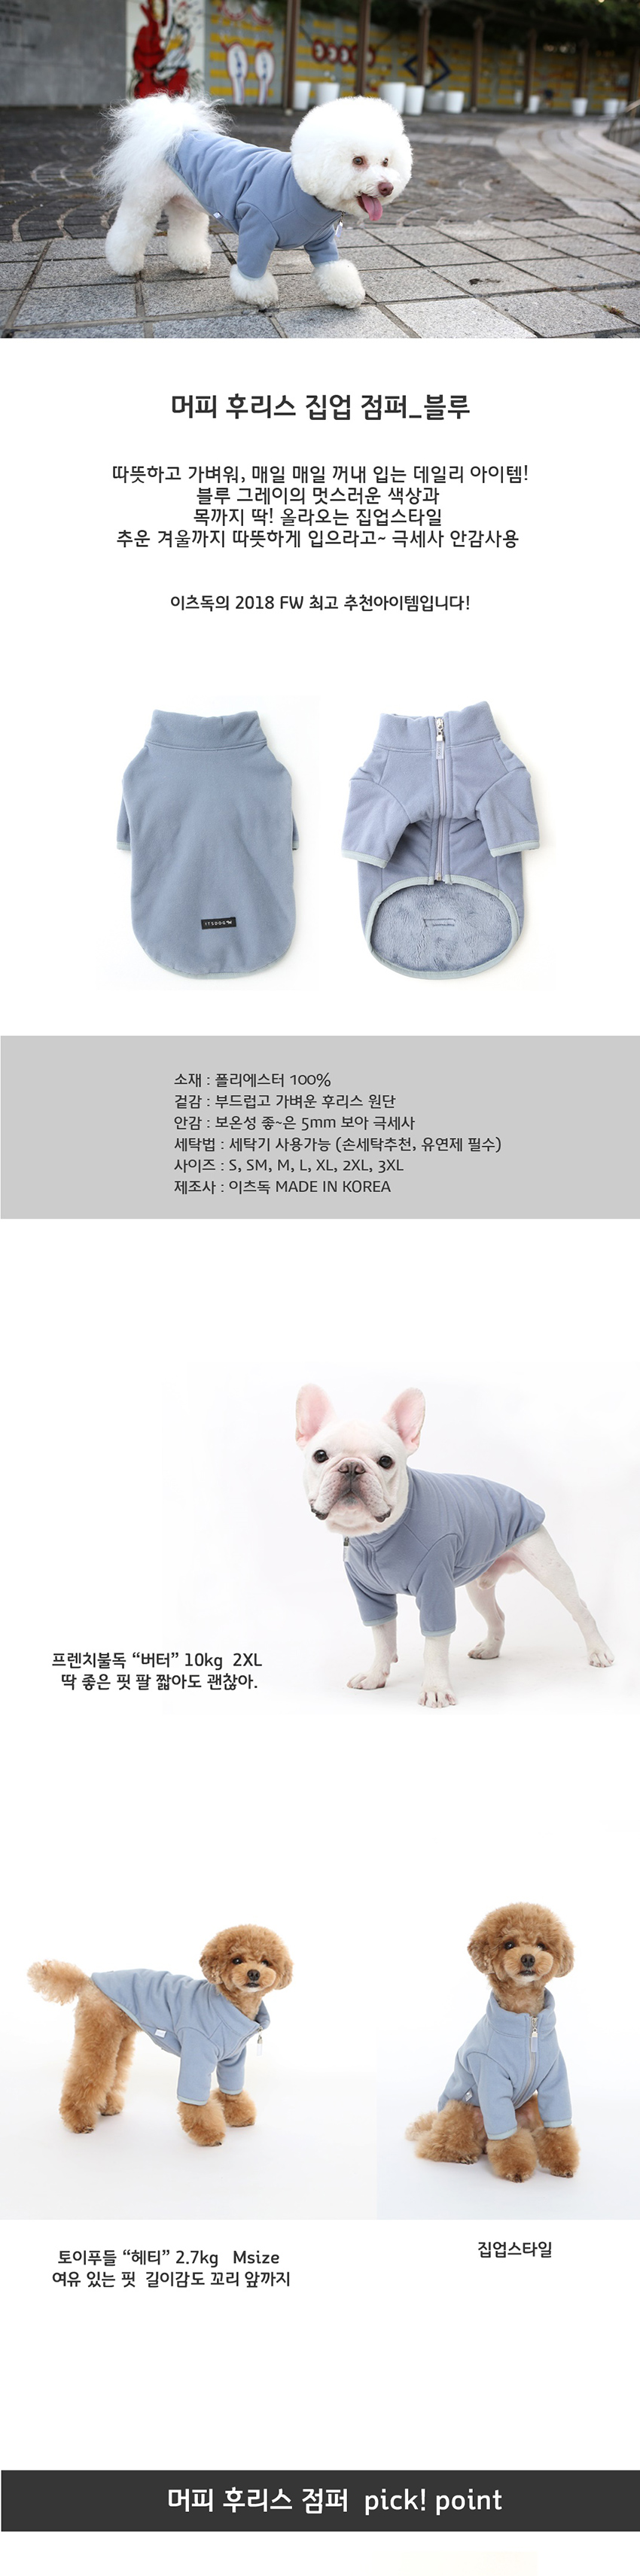 머피 후리스 집업 점퍼_블루
따뜻하고 가벼워, 매일 매일 꺼내 입는 데일리 아이템!
블루 그레이의 멋스러운 색상과
목까지 딱! 올라오는 집업스타일
추운 겨울까지 따뜻하게 입으라고~ 극세사 안감사용
이츠독의 2018 FW 최고 추천아이템입니다!
ITSDOG
소재 : 폴리에스터 100%
겉감 : 부드럽고 가벼운 후리스 원단
안감 : 보온성 좋~은 5mm 보아 극세사
세탁법 : 세탁기 사용가능 (손세탁추천, 유연제 필수)
사이즈 : S, SM, M, L, XL, 2XL, 3XL
제조사 : 이츠독 MADE IN KOREA
프렌치불독 “버터” 10kg 2XL
딱 좋은 핏 팔 짧아도 괜찮아.
토이푸들 “헤티” 2.7kg Msize
여유 있는 핏 길이감도 꼬리 앞까지
집업스타일
머피 후리스 점퍼 pick! point